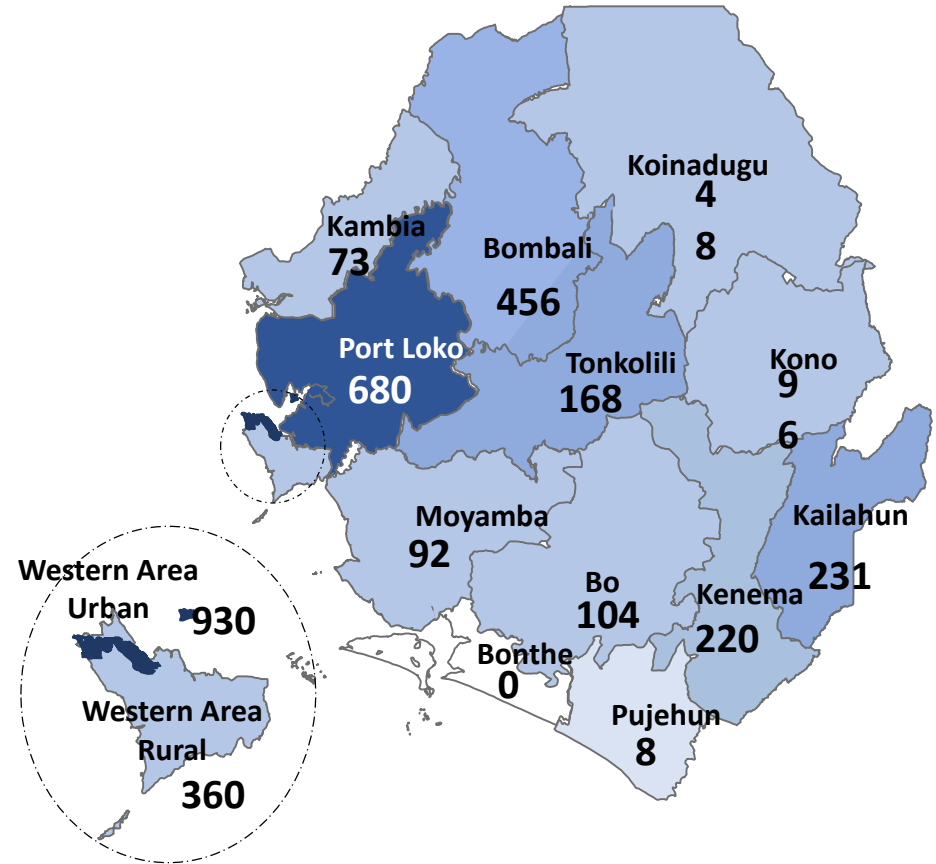 Koinadugu
4
8
Kambia
73
Bombali
456
Port Loko
680
Tonkolili
168
Kono
9
6
Moyamba
92
Kailahun
231
Bo
104
Kenema
220
Bonthe
0
Pujehun
8
Western Area
Urban
930
Western Area
Rural
360